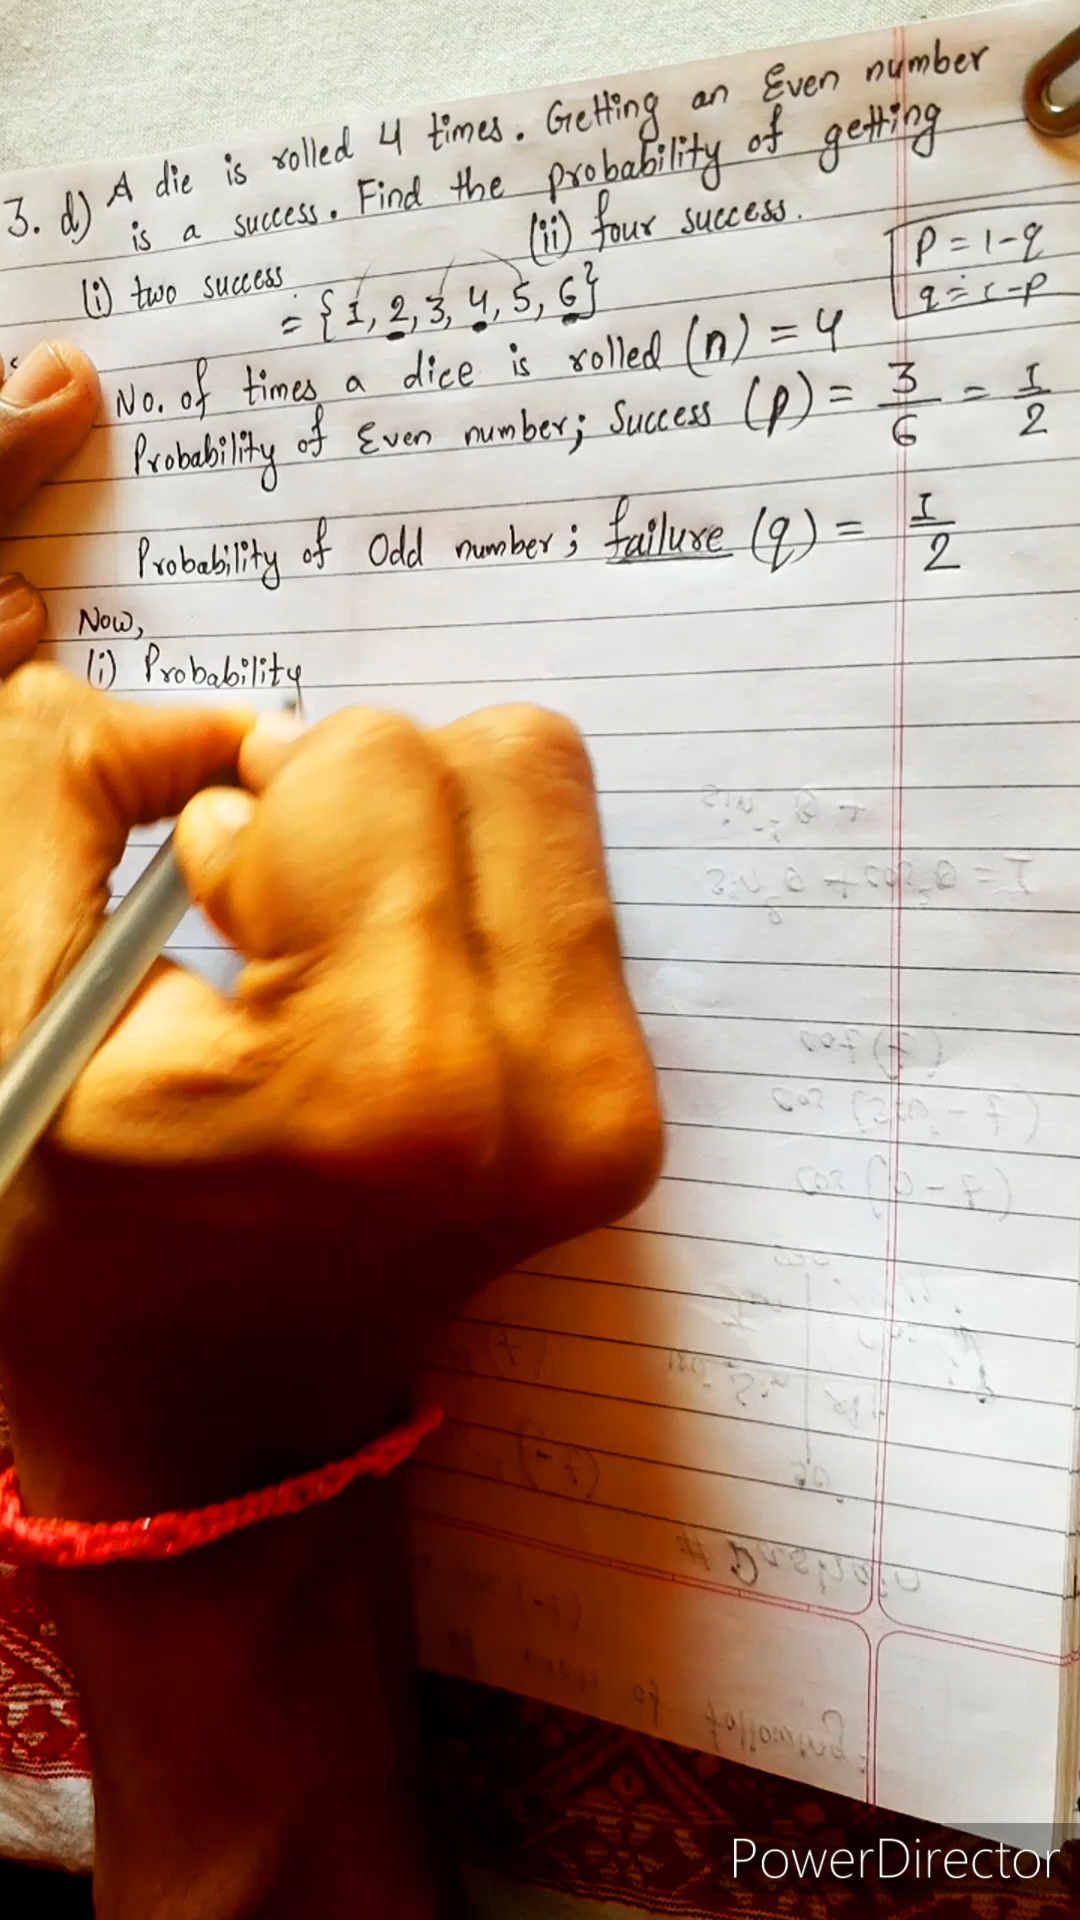 3. d) A die is rolled 4 times. Getting an Even number
is a success. Find the probability of getting
(i) two success (ii) four success.
= {1, 2, 3, 4, 5, 6}
P = 1-q
q = 1-p
No. of times a dice is rolled (n) = 4
Probability of Even number; Success (p) = 3/6 = 1/2
Probability of Odd number; failure (q) = 1/2
Now,
(i) Probability
PowerDirector